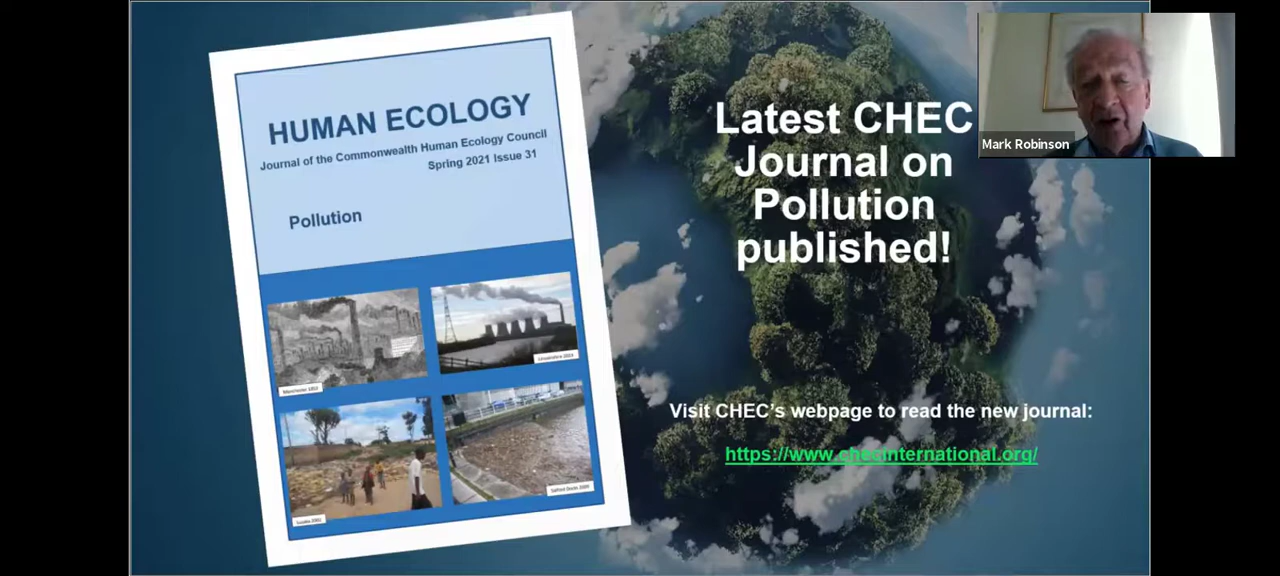 HUMAN ECOLOGY
Journal of the Commonwealth Human Ecology Council
Spring 2021 Issue 31
Pollution
Latest CHEC
Journal on
Pollution
published!
Mark Robinson
Visit CHEC's webpage to read the new journal:
https://www.checinternational.org/